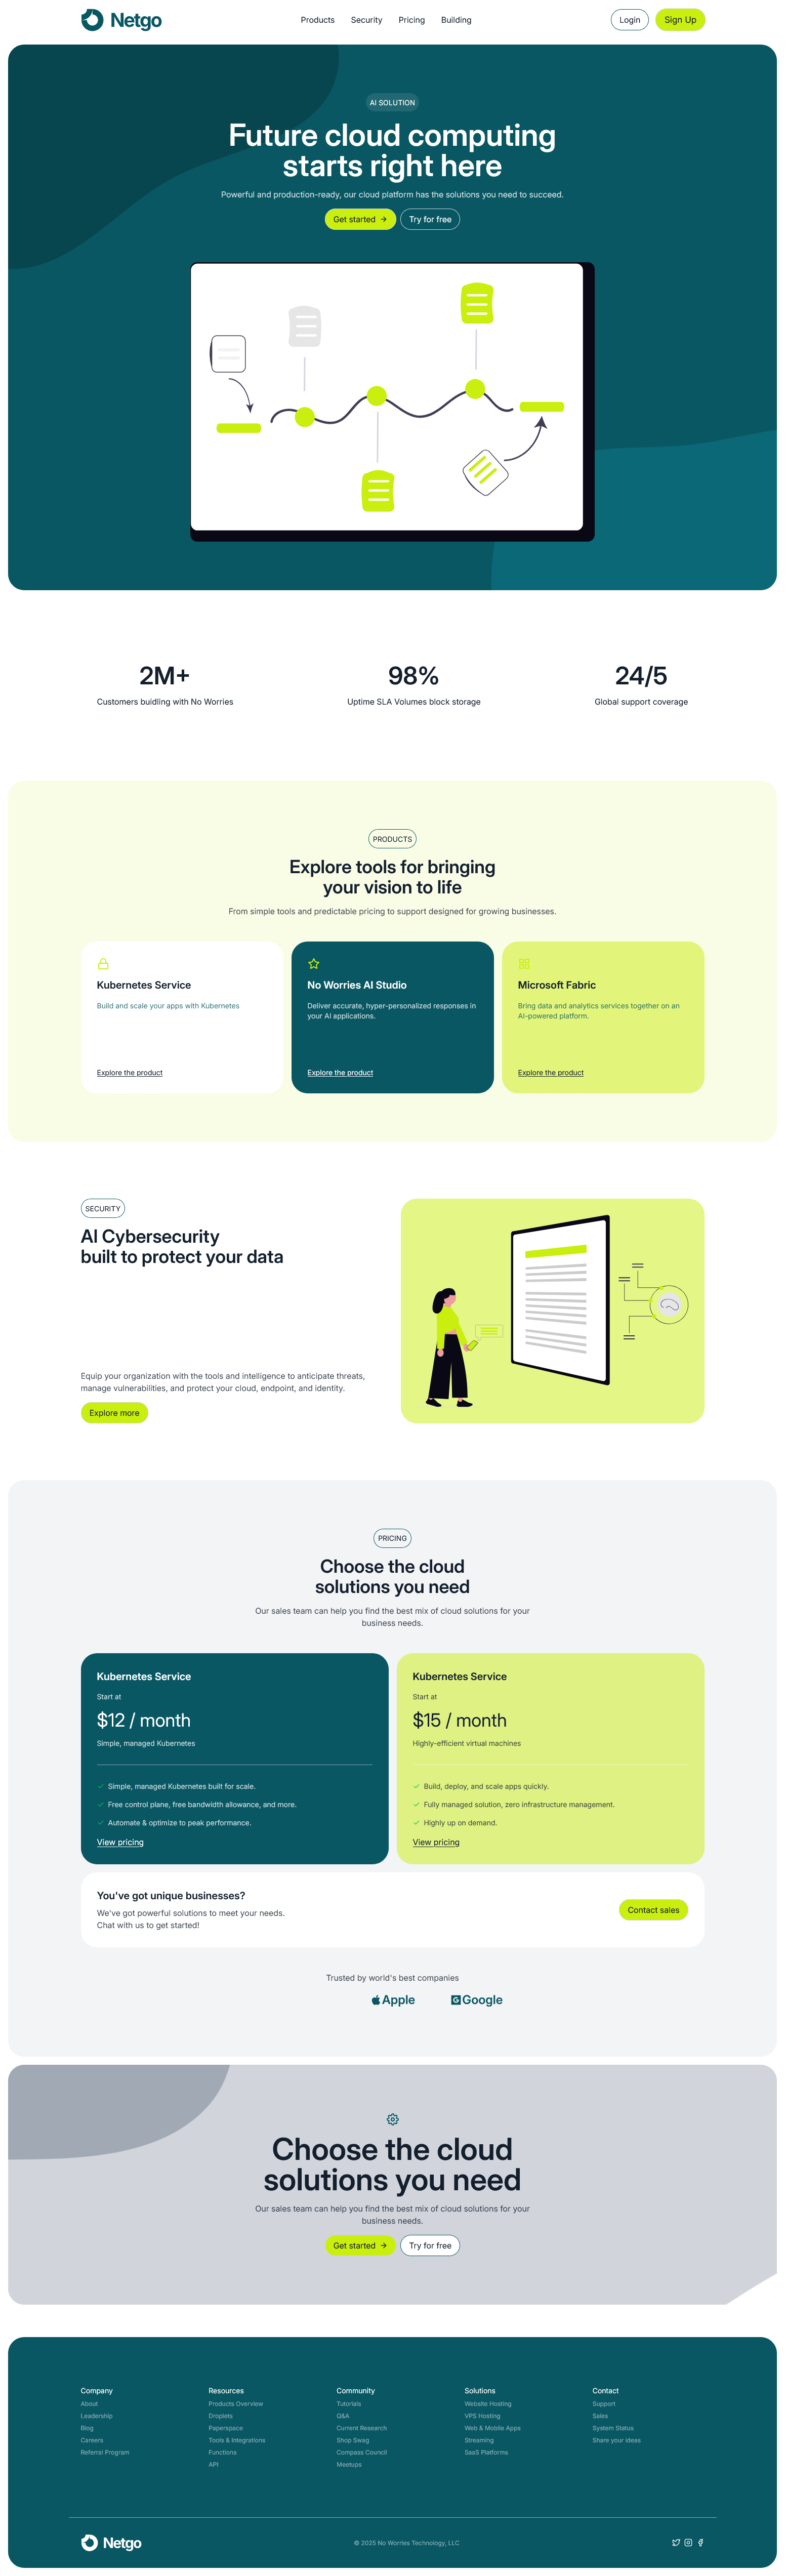 Netgo
Products Security Pricing Building
Login
Sign Up
AI SOLUTION
Future cloud computing
starts right here
Powerful and production-ready, our cloud platform has the solutions you need to succeed.
Get started
Try for free
2M+
Customers buidling with No Worries
98%
Uptime SLA Volumes block storage
24/5
Global support coverage
PRODUCTS
Explore tools for bringing
your vision to life
From simple tools and predictable pricing to support designed for growing businesses.
Kubernetes Service
Build and scale your apps with Kubernetes
Explore the product
No Worries AI Studio
Deliver accurate, hyper-personalized responses in
your AI applications.
Explore the product
Microsoft Fabric
Bring data and analytics services together on an
AI-powered platform.
Explore the product
SECURITY
AI Cybersecurity
built to protect your data
Equip your organization with the tools and intelligence to anticipate threats,
manage vulnerabilities, and protect your cloud, endpoint, and identity.
Explore more
PRICING
Choose the cloud
solutions you need
Our sales team can help you find the best mix of cloud solutions for your
business needs.
Kubernetes Service
Start at
$12 / month
Simple, managed Kubernetes
Simple, managed Kubernetes built for scale.
Free control plane, free bandwidth allowance, and more.
Automate & optimize to peak performance.
View pricing
Kubernetes Service
Start at
$15 / month
Highly-efficient virtual machines
Build, deploy, and scale apps quickly.
Fully managed solution, zero infrastructure management.
Highly up on demand.
View pricing
You've got unique businesses?
We've got powerful solutions to meet your needs.
Chat with us to get started!
Contact sales
Trusted by world's best companies
Apple
Google
Choose the cloud
solutions you need
Our sales team can help you find the best mix of cloud solutions for your
business needs.
Get started
Try for free
Company
About
Leadership
Blog
Careers
Referral Program
Resources
Products Overview
Droplets
Paperspace
Tools & Integrations
Functions
API
Community
Tutorials
Q&A
Current Research
Shop Swag
Compass Council
Meetups
Solutions
Website Hosting
VPS Hosting
Web & Mobile Apps
Streaming
SaaS Platforms
Contact
Support
Sales
System Status
Share your ideas
Netgo
© 2025 No Worries Technology, LLC